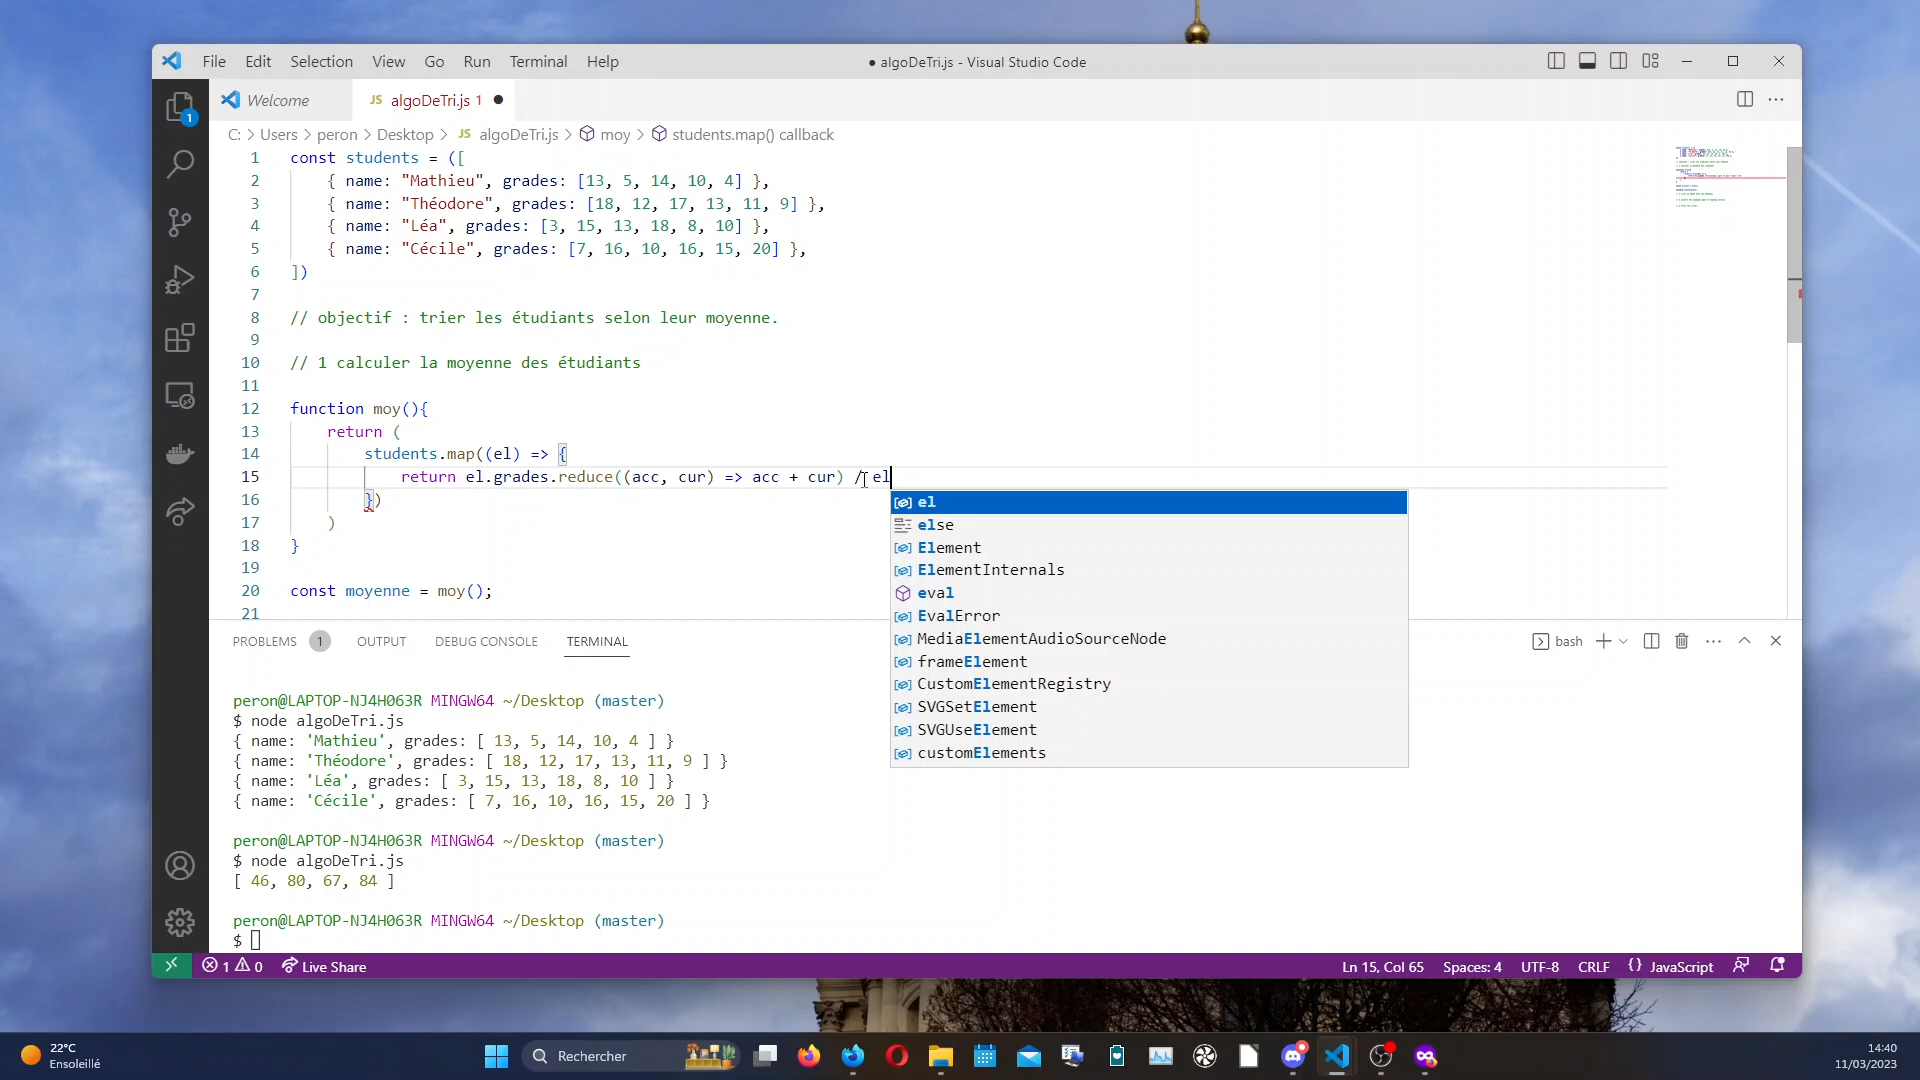 File Edit Selection View Go Run Terminal Help
● algoDeTri.js - Visual Studio Code
Welcome
JS algoDeTri.js 1 ●
1
C: > Users > peron > Desktop > JS algoDeTri.js > moy > students.map() callback
1 const students = ([
2 { name: "Mathieu", grades: [13, 5, 14, 10, 4] },
3 { name: "Théodore", grades: [18, 12, 17, 13, 11, 9] },
4 { name: "Léa", grades: [3, 15, 13, 18, 8, 10] },
5 { name: "Cécile", grades: [7, 16, 10, 16, 15, 20] },
6 ])
7
8 // objectif : trier les étudiants selon leur moyenne.
9
10 // 1 calculer la moyenne des étudiants
11
12 function moy(){
13 return (
14 students.map((el) => {
15 return el.grades.reduce((acc, cur) => acc + cur) / el
16 })
17 )
18 }
19
20 const moyenne = moy();
21
el
else
Element
ElementInternals
eval
EvalError
MediaElementAudioSourceNode
frameElement
CustomElementRegistry
SVGSetElement
SVGUseElement
customElements
PROBLEMS 1 OUTPUT DEBUG CONSOLE TERMINAL
bash
peron@LAPTOP-NJ4H063R MINGW64 ~/Desktop (master)
$ node algoDeTri.js
{ name: 'Mathieu', grades: [ 13, 5, 14, 10, 4 ] }
{ name: 'Théodore', grades: [ 18, 12, 17, 13, 11, 9 ] }
{ name: 'Léa', grades: [ 3, 15, 13, 18, 8, 10 ] }
{ name: 'Cécile', grades: [ 7, 16, 10, 16, 15, 20 ] }
peron@LAPTOP-NJ4H063R MINGW64 ~/Desktop (master)
$ node algoDeTri.js
[ 46, 80, 67, 84 ]
peron@LAPTOP-NJ4H063R MINGW64 ~/Desktop (master)
$
1 0 Live Share
Ln 15, Col 65 Spaces: 4 UTF-8 CRLF {} JavaScript
22°C
Ensoleillé
Rechercher
14:40
11/03/2023